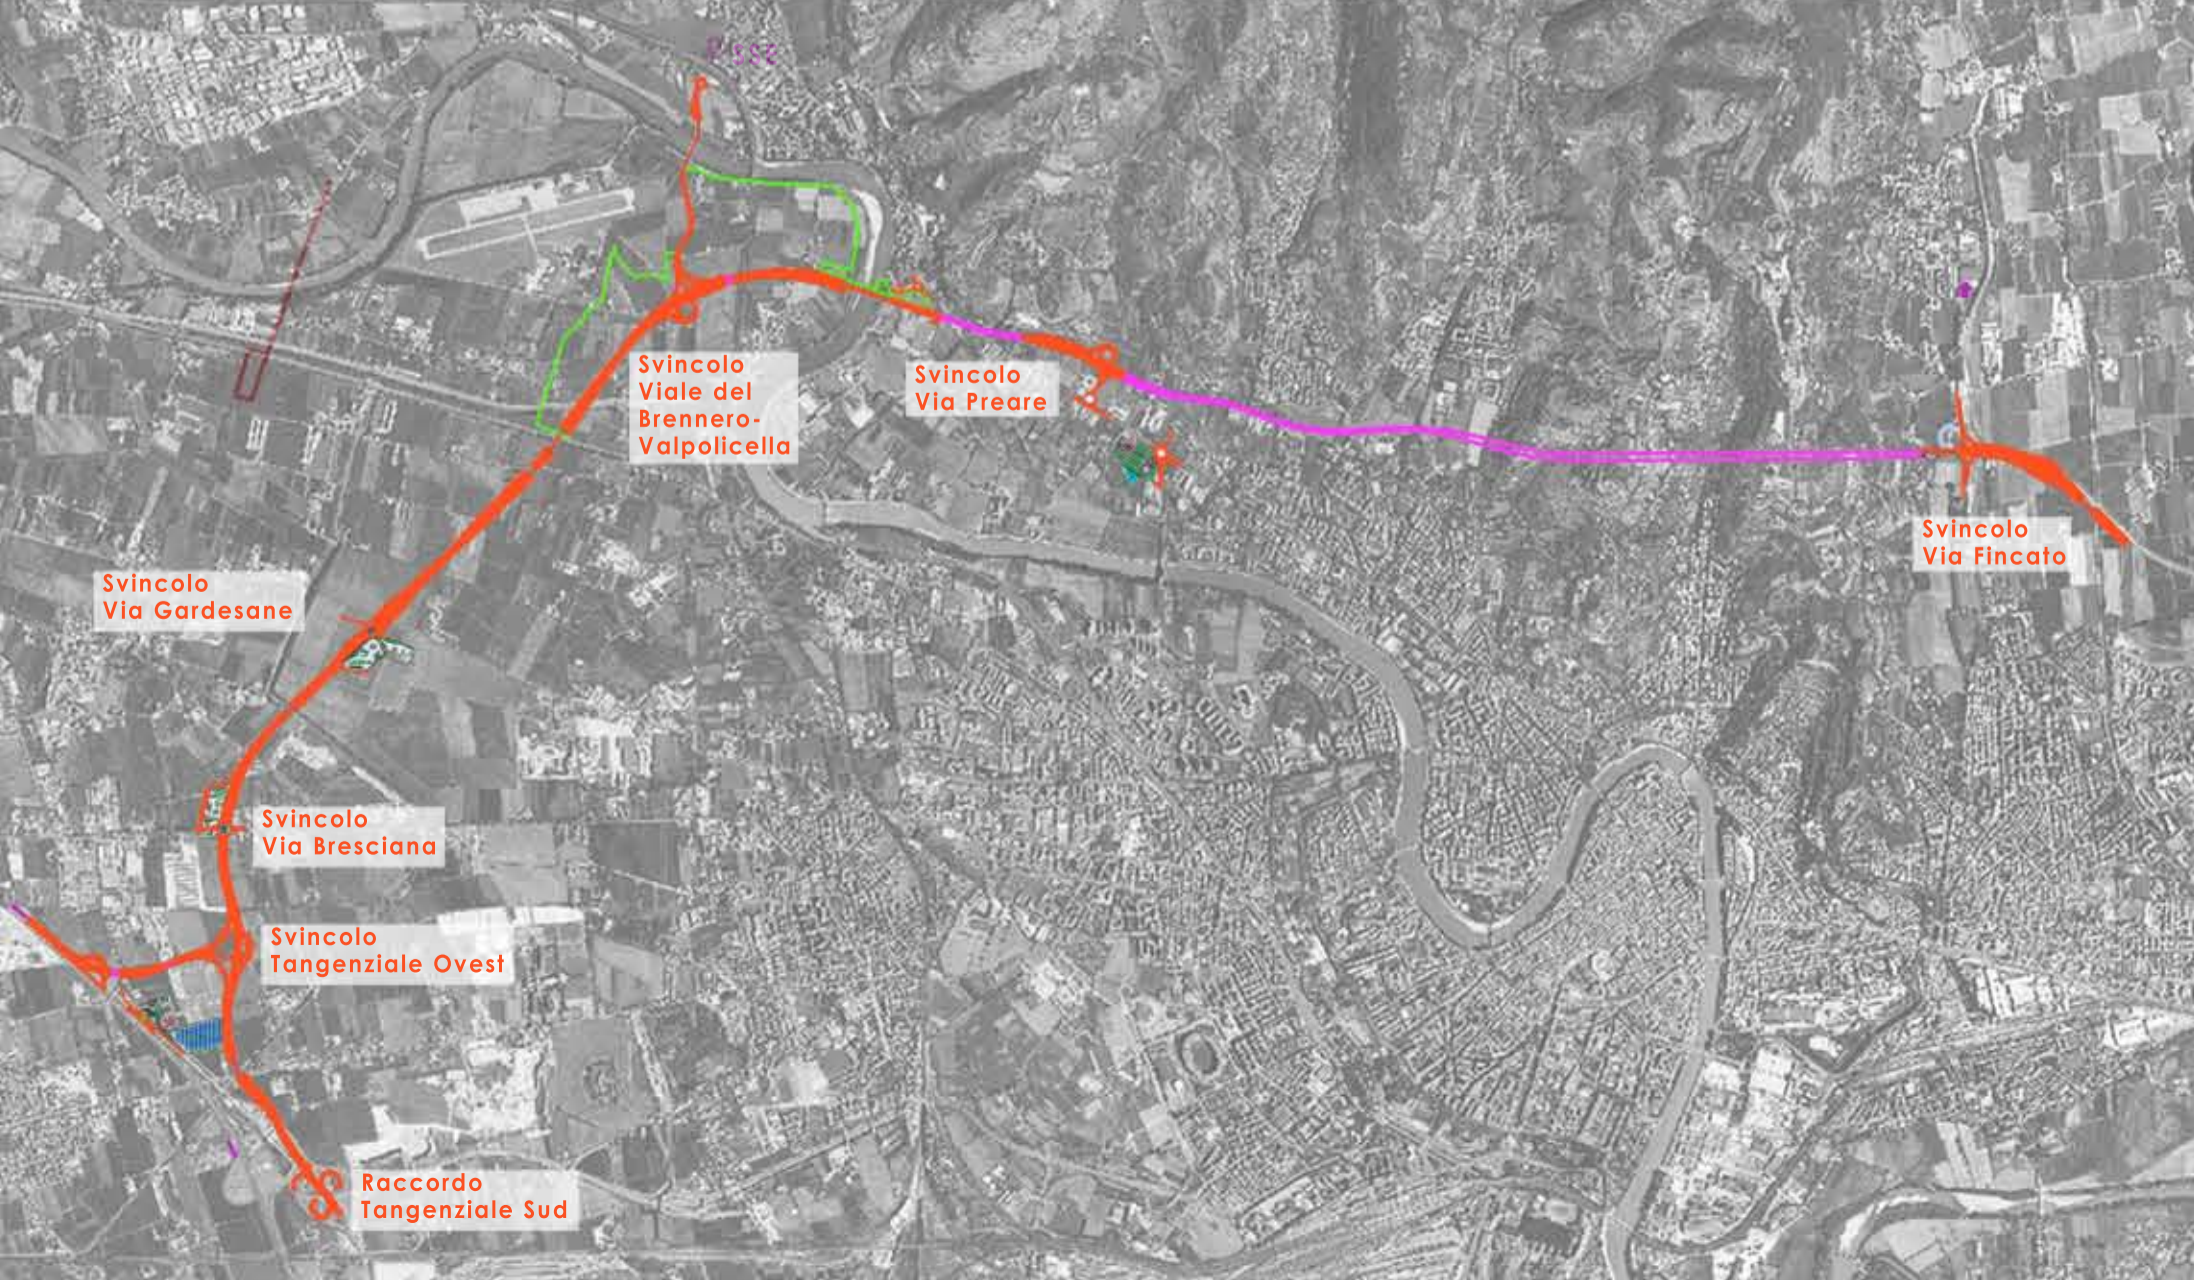 Svincolo
Viale del
Brennero-
Valpolicella
Svincolo
Via Preare
Svincolo
Via Fincato
Svincolo
Via Gardesane
Svincolo
Via Bresciana
Svincolo
Tangenziale Ovest
Raccordo
Tangenziale Sud